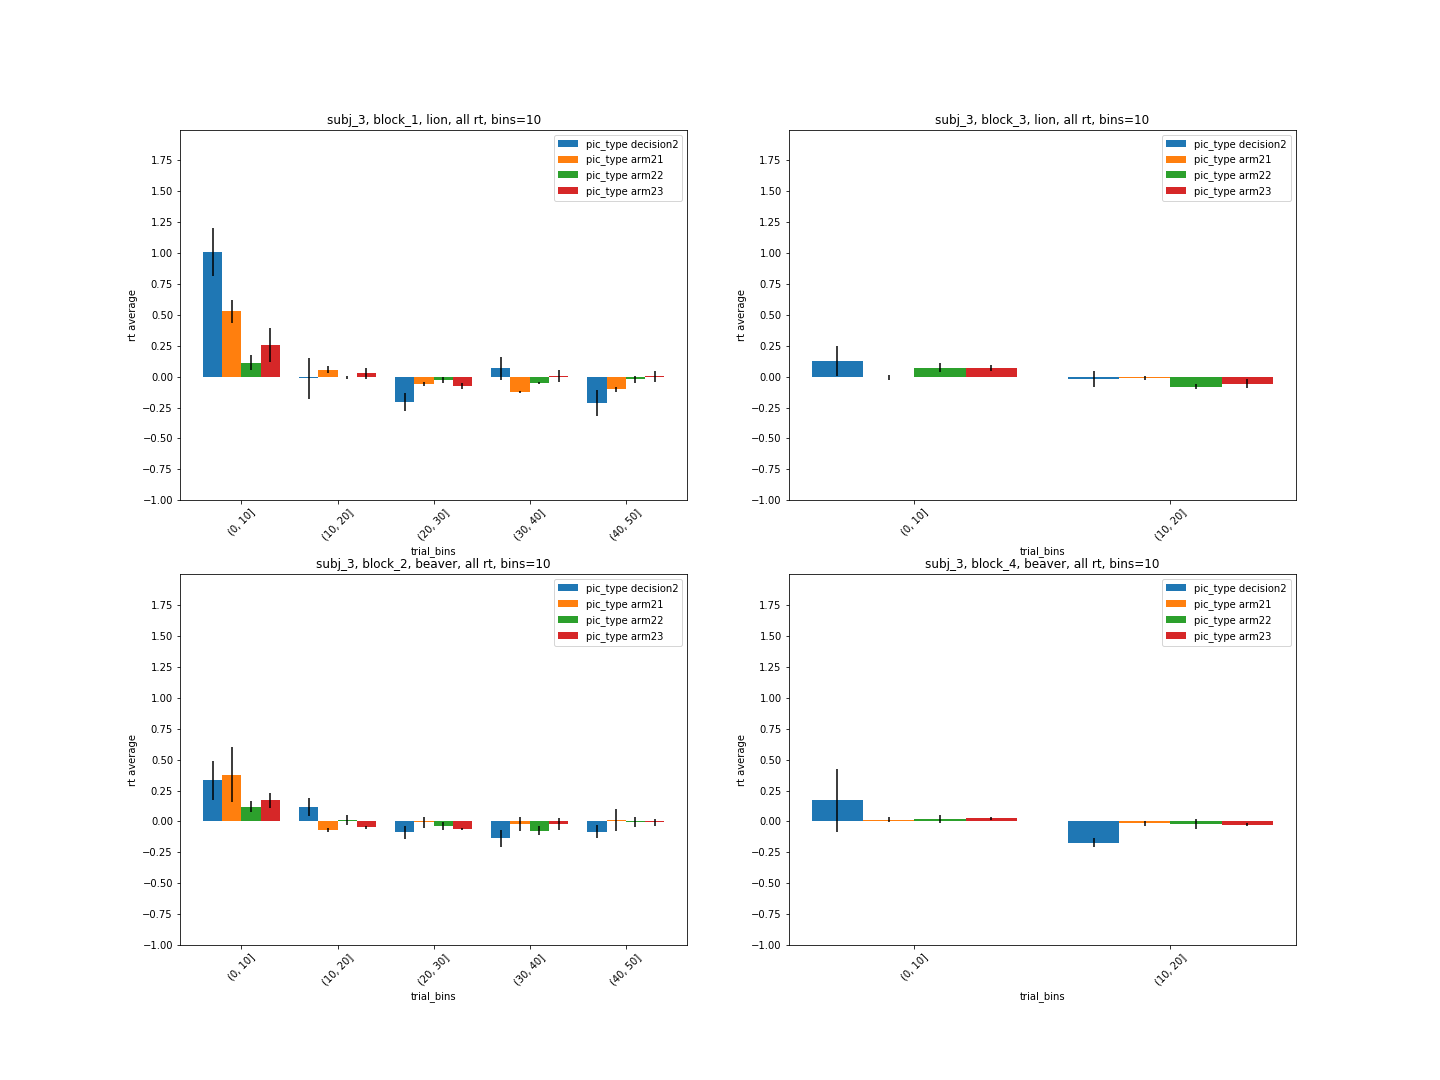 subj_3, block_1, lion, all rt, bins=10
pic_type decision2
pic_type arm21
pic_type arm22
pic_type arm23
1.75
1.50
1.25
1.00
0.75
0.50
0.25
0.00
−0.25
−0.50
−0.75
−1.00
rt average
(0, 10]
(10, 20]
(20, 30]
(30, 40]
(40, 50]
trial_bins
subj_3, block_3, lion, all rt, bins=10
pic_type decision2
pic_type arm21
pic_type arm22
pic_type arm23
1.75
1.50
1.25
1.00
0.75
0.50
0.25
0.00
−0.25
−0.50
−0.75
−1.00
rt average
(0, 10]
(10, 20]
trial_bins
subj_3, block_2, beaver, all rt, bins=10
pic_type decision2
pic_type arm21
pic_type arm22
pic_type arm23
1.75
1.50
1.25
1.00
0.75
0.50
0.25
0.00
−0.25
−0.50
−0.75
−1.00
rt average
(0, 10]
(10, 20]
(20, 30]
(30, 40]
(40, 50]
trial_bins
subj_3, block_4, beaver, all rt, bins=10
pic_type decision2
pic_type arm21
pic_type arm22
pic_type arm23
1.75
1.50
1.25
1.00
0.75
0.50
0.25
0.00
−0.25
−0.50
−0.75
−1.00
rt average
(0, 10]
(10, 20]
trial_bins